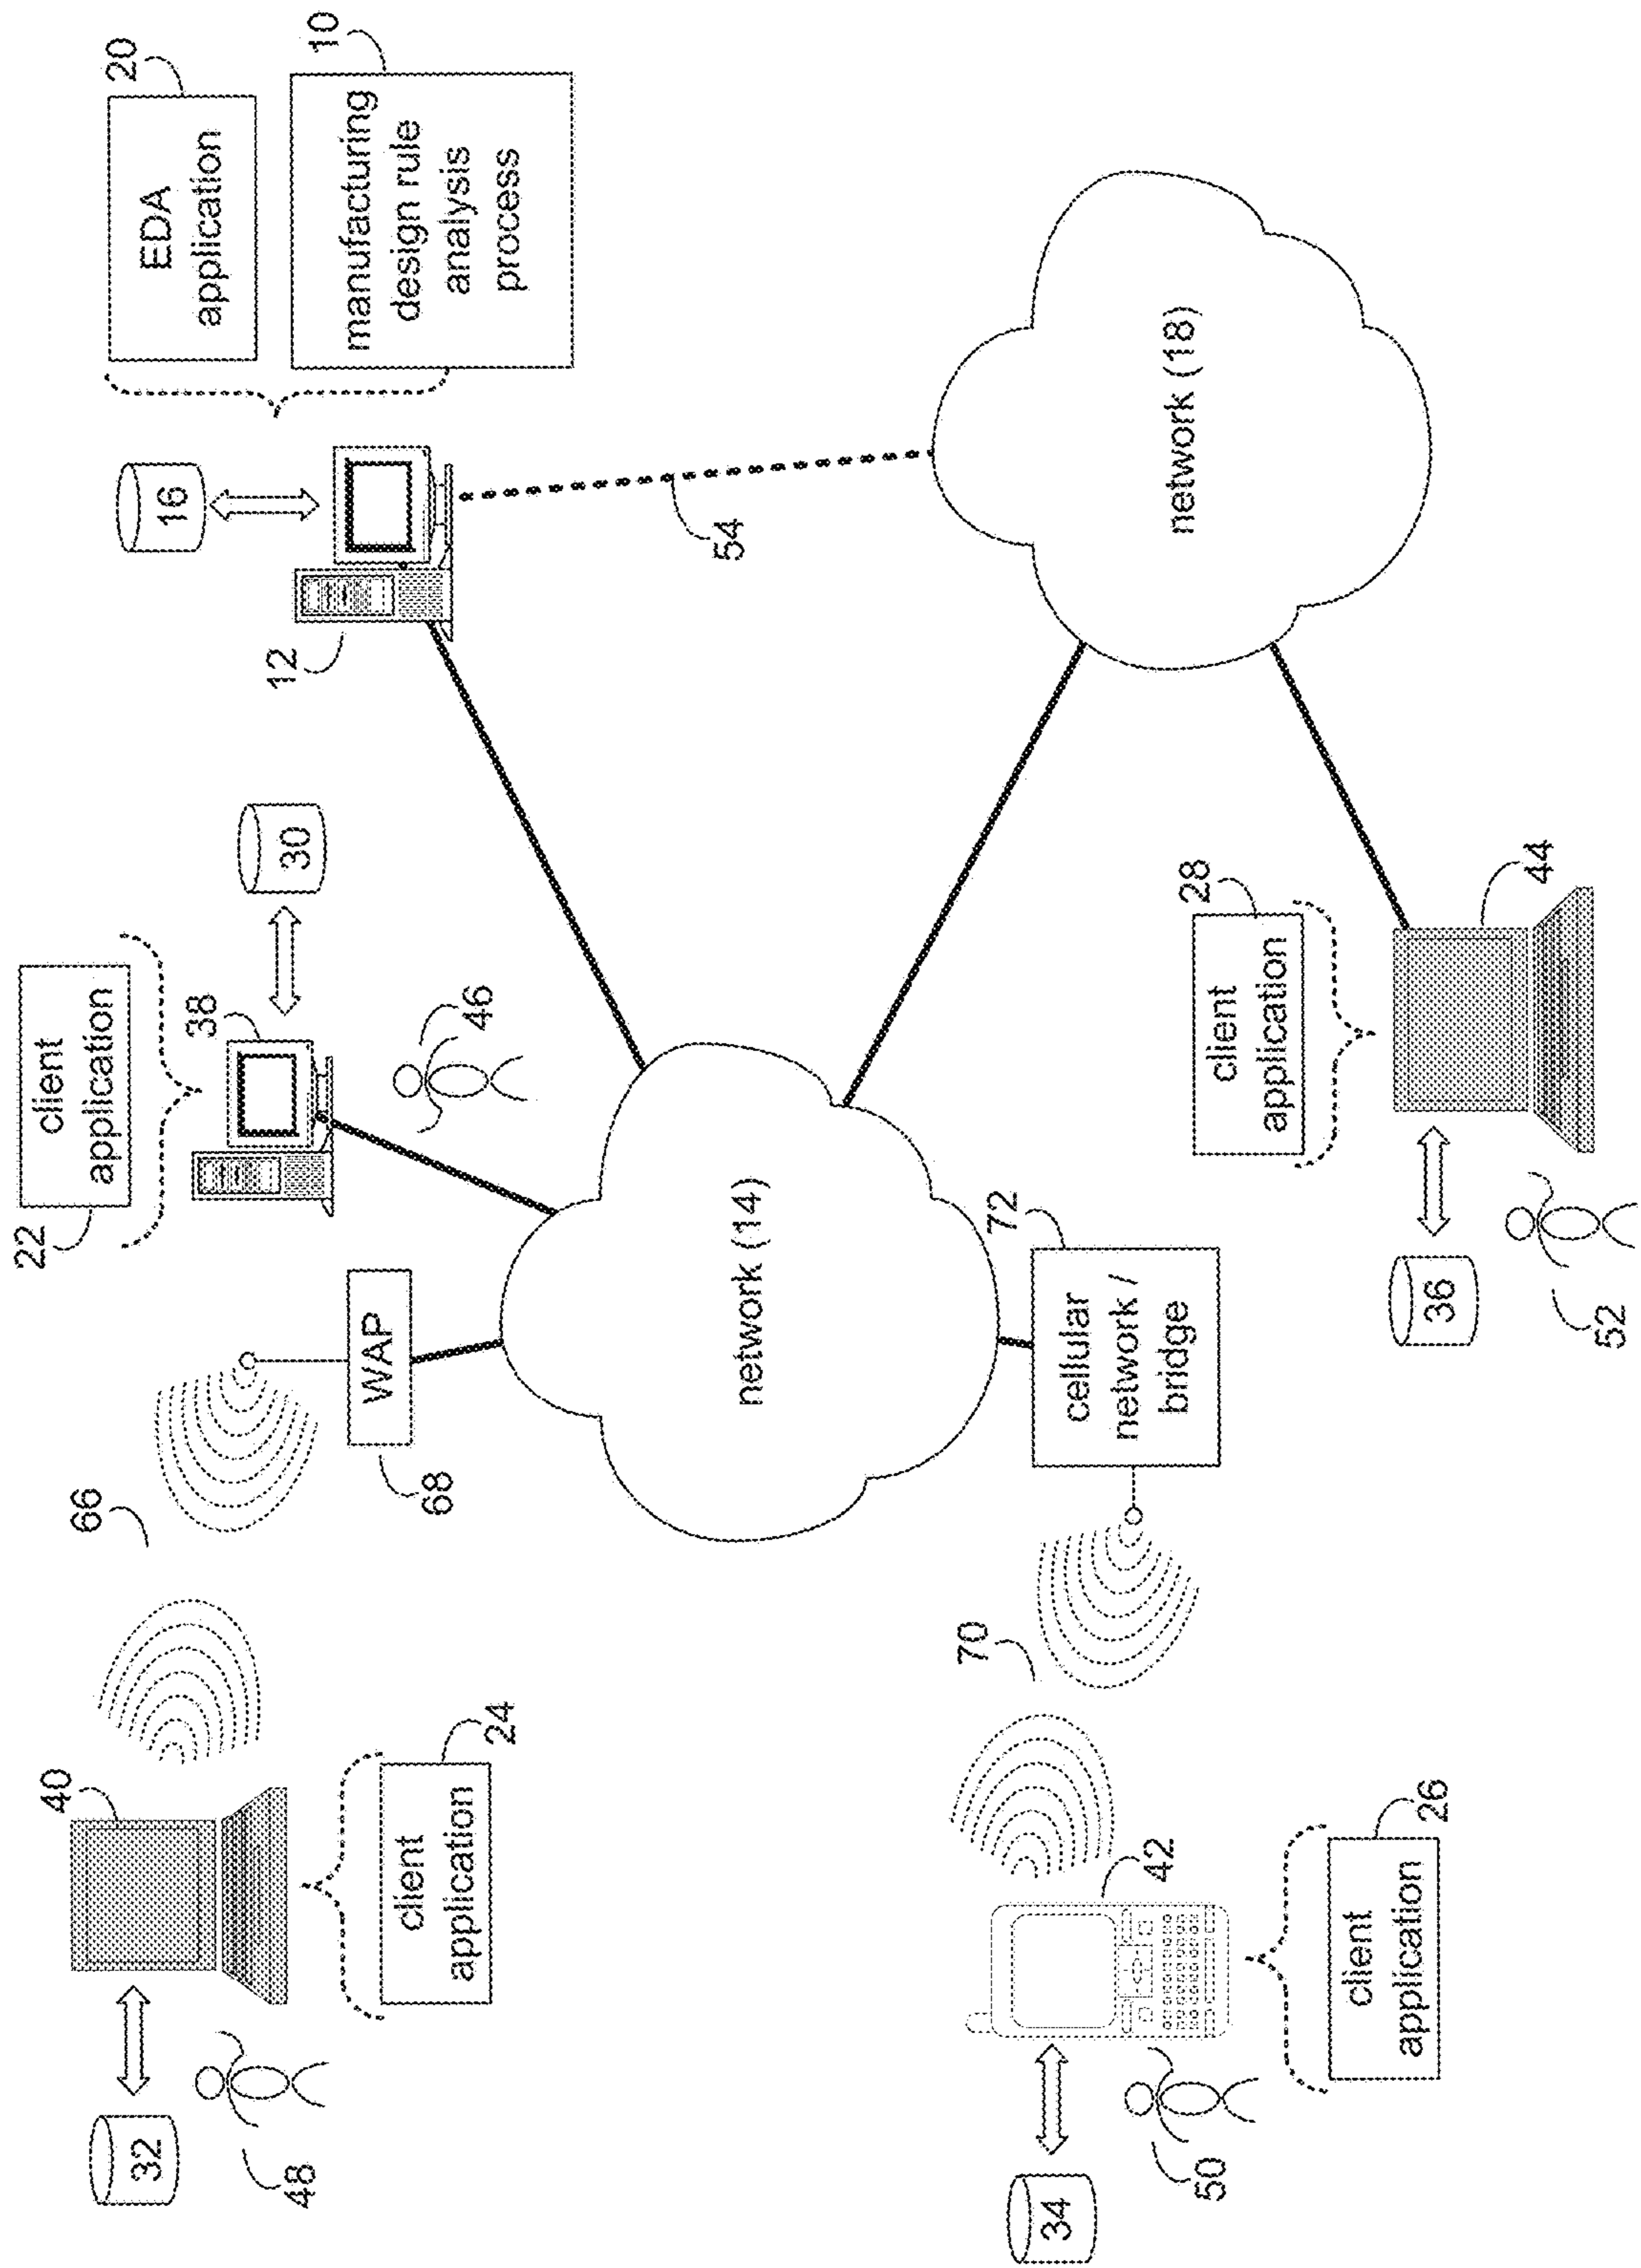 22
client
application
40
66
20
EDA
application
32
16
38
12
48
30
10
manufacturing
design rule
analysis
process
WAP
68
46
client
application
24
54
network (14)
network (18)
70
72
cellular
network /
bridge
34
42
50
28
client
application
client
application
26
36
44
52